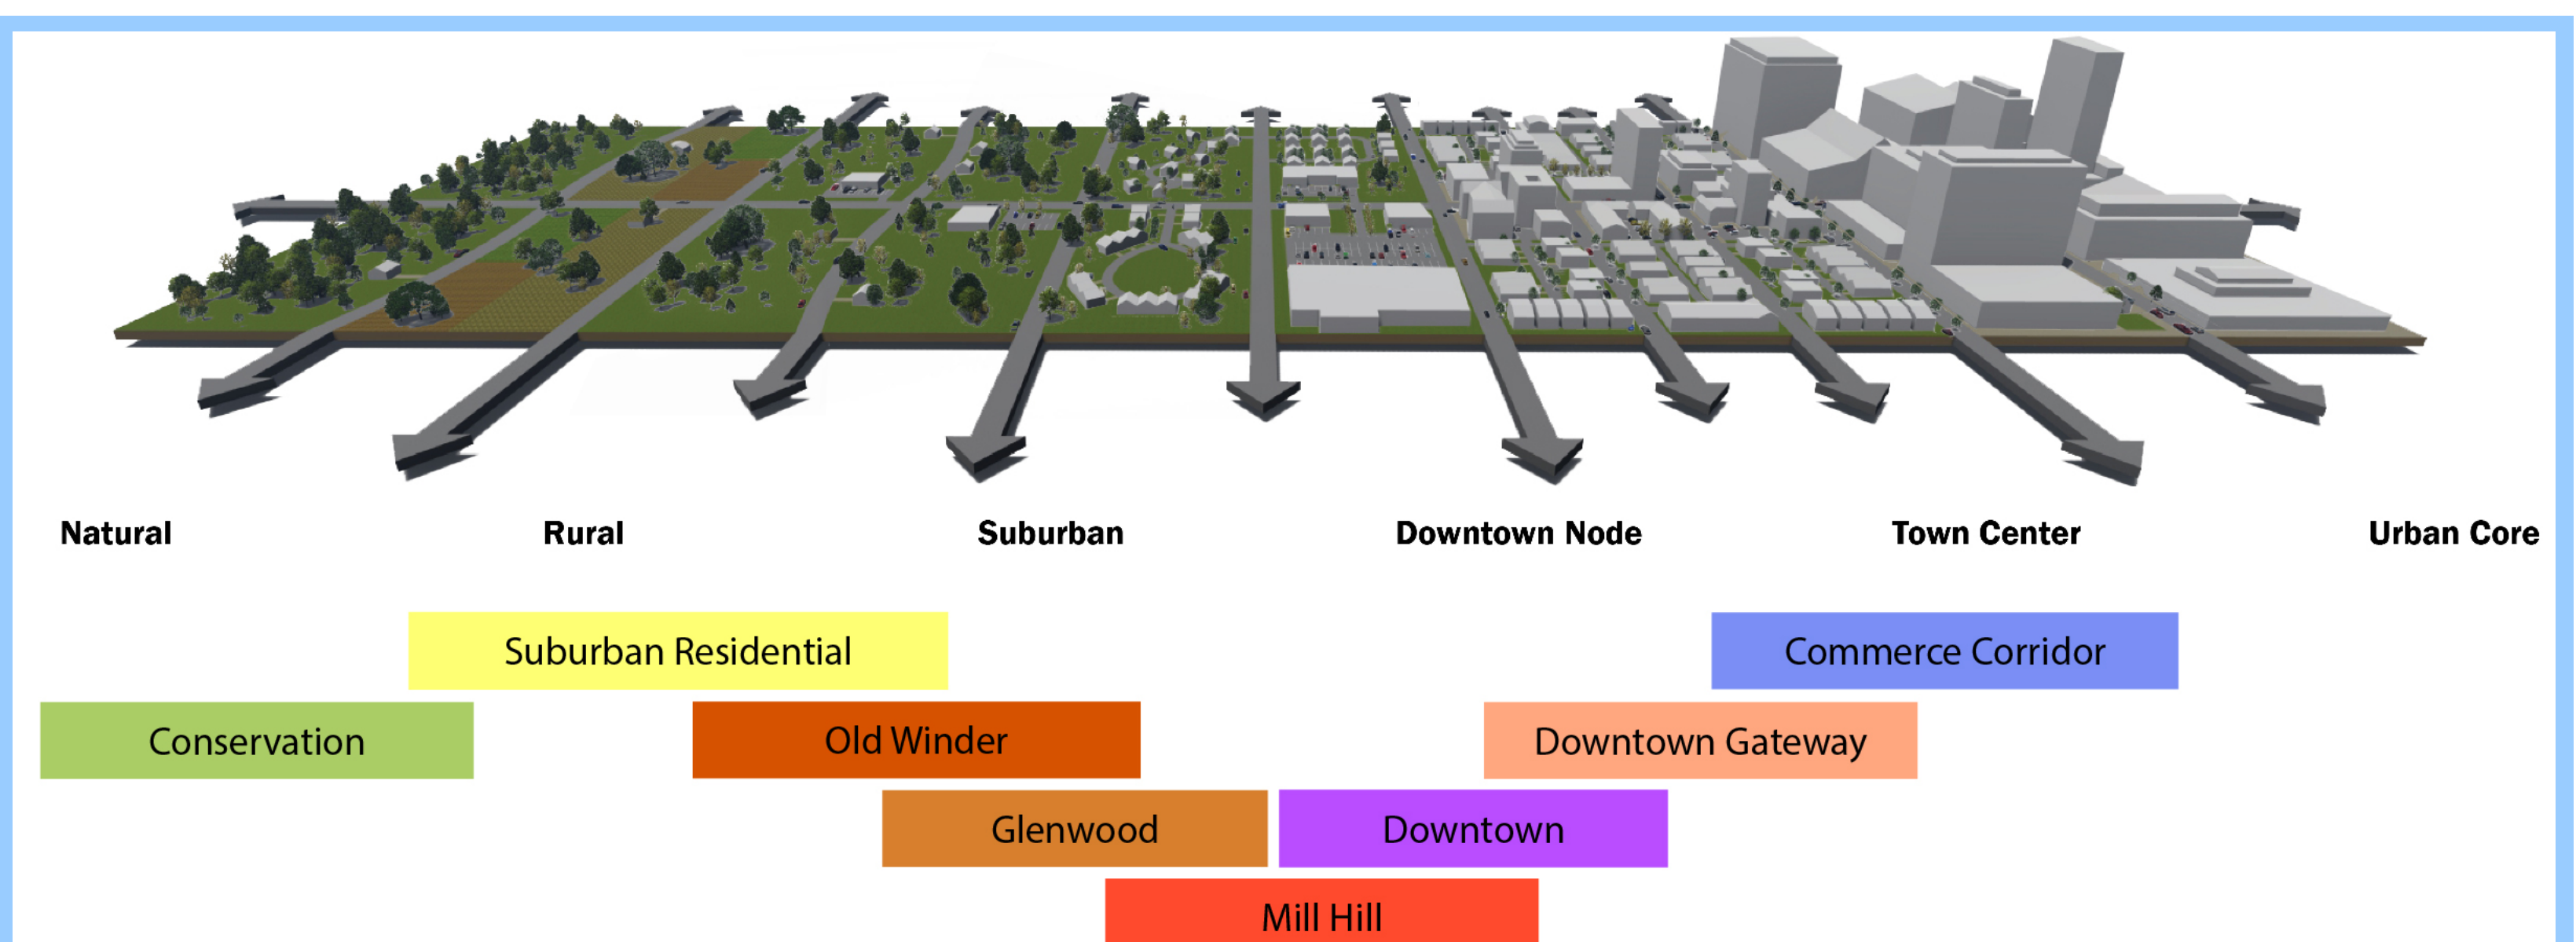 Natural
Rural
Suburban
Downtown Node
Town Center
Urban Core
Suburban Residential
Commerce Corridor
Conservation
Old Winder
Downtown Gateway
Glenwood
Downtown
Mill Hill